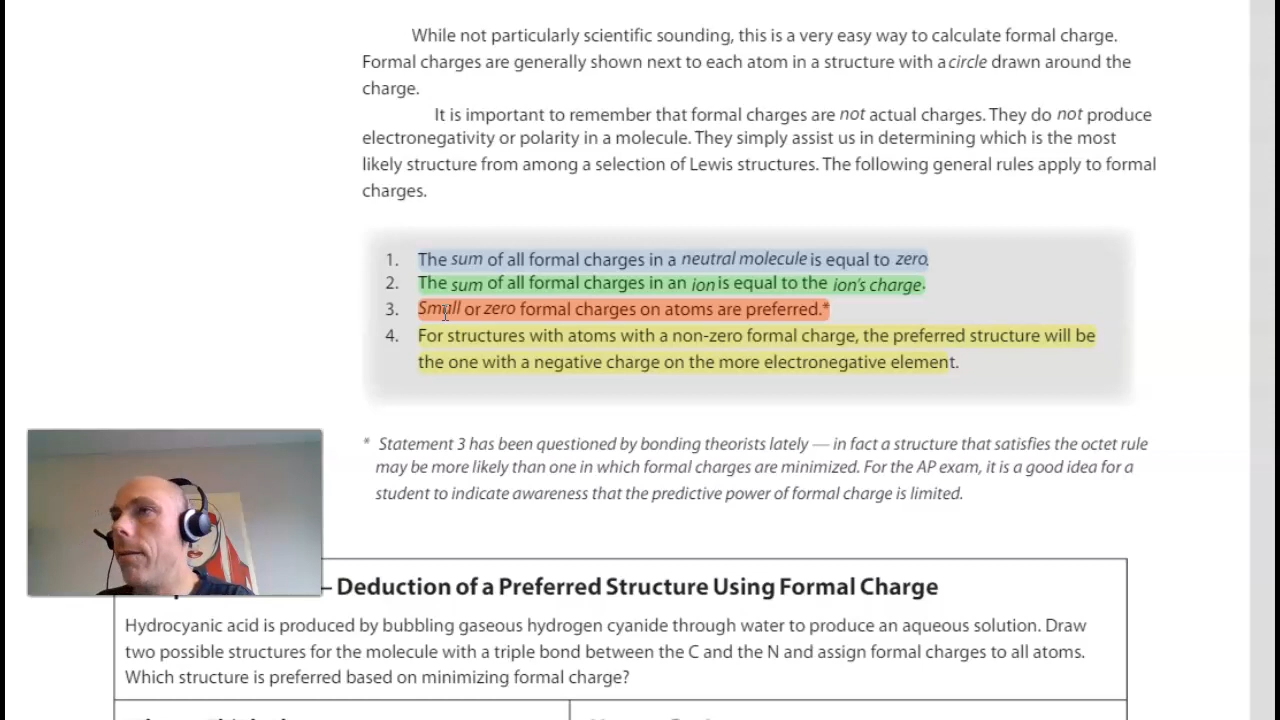 While not particularly scientific sounding, this is a very easy way to calculate formal charge.
Formal charges are generally shown next to each atom in a structure with a circle drawn around the
charge.
It is important to remember that formal charges are not actual charges. They do not produce
electronegativity or polarity in a molecule. They simply assist us in determining which is the most
likely structure from among a selection of Lewis structures. The following general rules apply to formal
charges.
1. The sum of all formal charges in a neutral molecule is equal to zero.
2. The sum of all formal charges in an ion is equal to the ion's charge.
3. Small or zero formal charges on atoms are preferred.*
4. For structures with atoms with a non-zero formal charge, the preferred structure will be
the one with a negative charge on the more electronegative element.
* Statement 3 has been questioned by bonding theorists lately — in fact a structure that satisfies the octet rule
may be more likely than one in which formal charges are minimized. For the AP exam, it is a good idea for a
student to indicate awareness that the predictive power of formal charge is limited.
– Deduction of a Preferred Structure Using Formal Charge
Hydrocyanic acid is produced by bubbling gaseous hydrogen cyanide through water to produce an aqueous solution. Draw
two possible structures for the molecule with a triple bond between the C and the N and assign formal charges to all atoms.
Which structure is preferred based on minimizing formal charge?